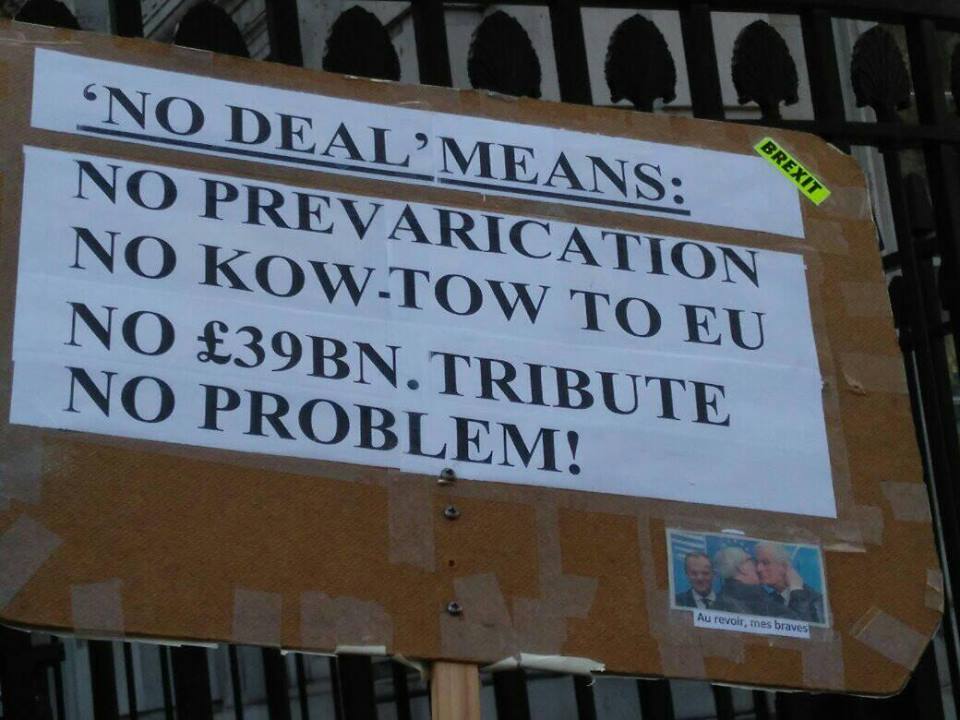 'NO DEAL' MEANS:
BREXIT
NO PREVARICATION
NO KOW-TOW TO EU
NO £39BN. TRIBUTE
NO PROBLEM!
Au revoir, mes braves